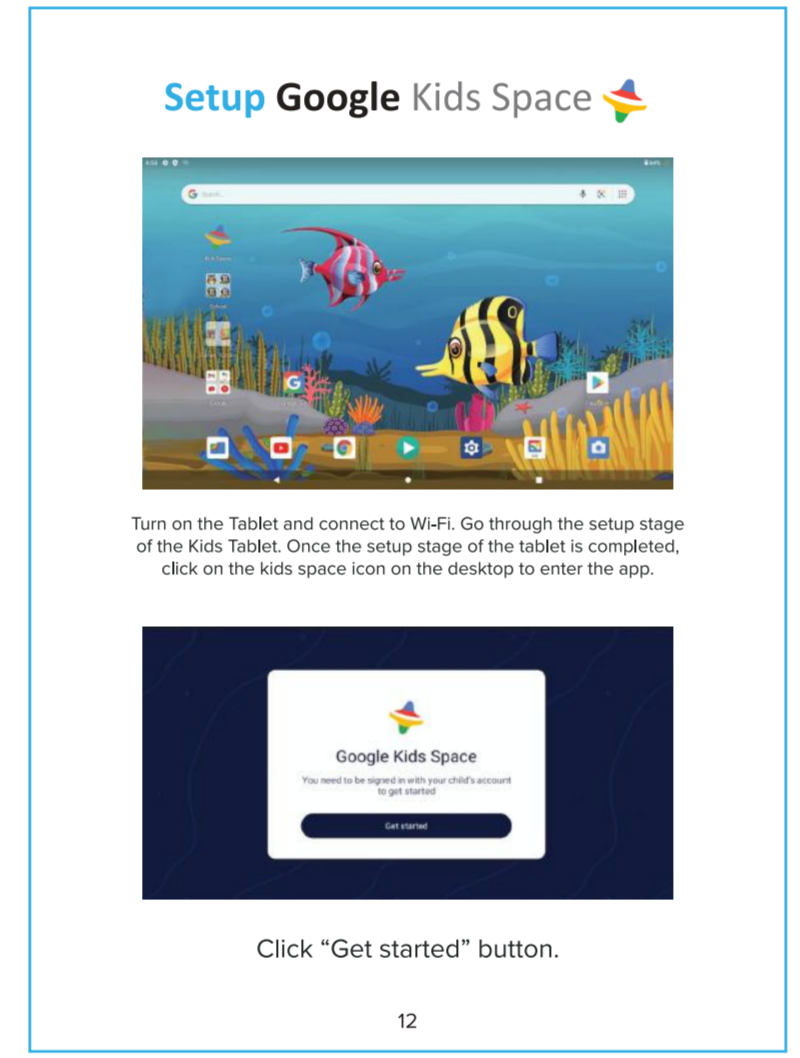 Setup Google Kids Space
Search...
Turn on the Tablet and connect to Wi-Fi. Go through the setup stage
of the Kids Tablet. Once the setup stage of the tablet is completed,
click on the kids space icon on the desktop to enter the app.
Google Kids Space
You need to be signed in with your child's account
to get started
Get started
Click “Get started” button.
12